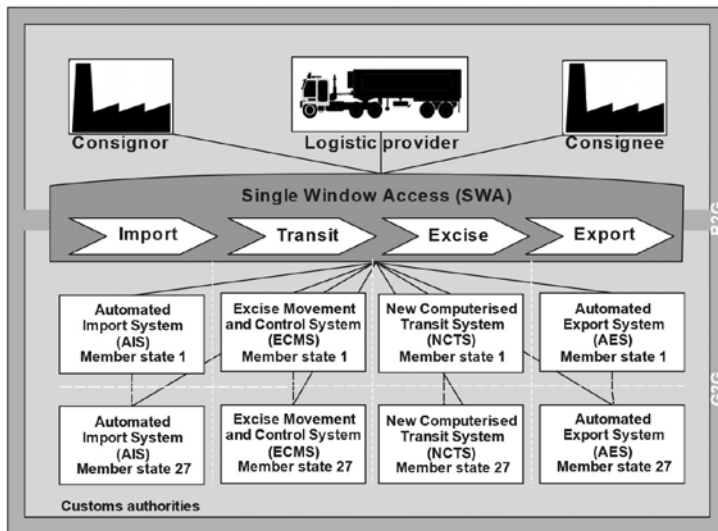 Consignor
Logistic provider
Consignee
Single Window Access (SWA)
Import
Transit
Excise
Export
B2G
Automated
Import System
(AIS)
Member state 1
Excise Movement
and Control System
(ECMS)
Member state 1
New Computerised
Transit System
(NCTS)
Member state 1
Automated
Export System
(AES)
Member state 1
G2G
Automated
Import System
(AIS)
Member state 27
Excise Movement
and Control System
(ECMS)
Member state 27
New Computerised
Transit System
(NCTS)
Member state 27
Automated
Export System
(AES)
Member state 27
Customs authorities